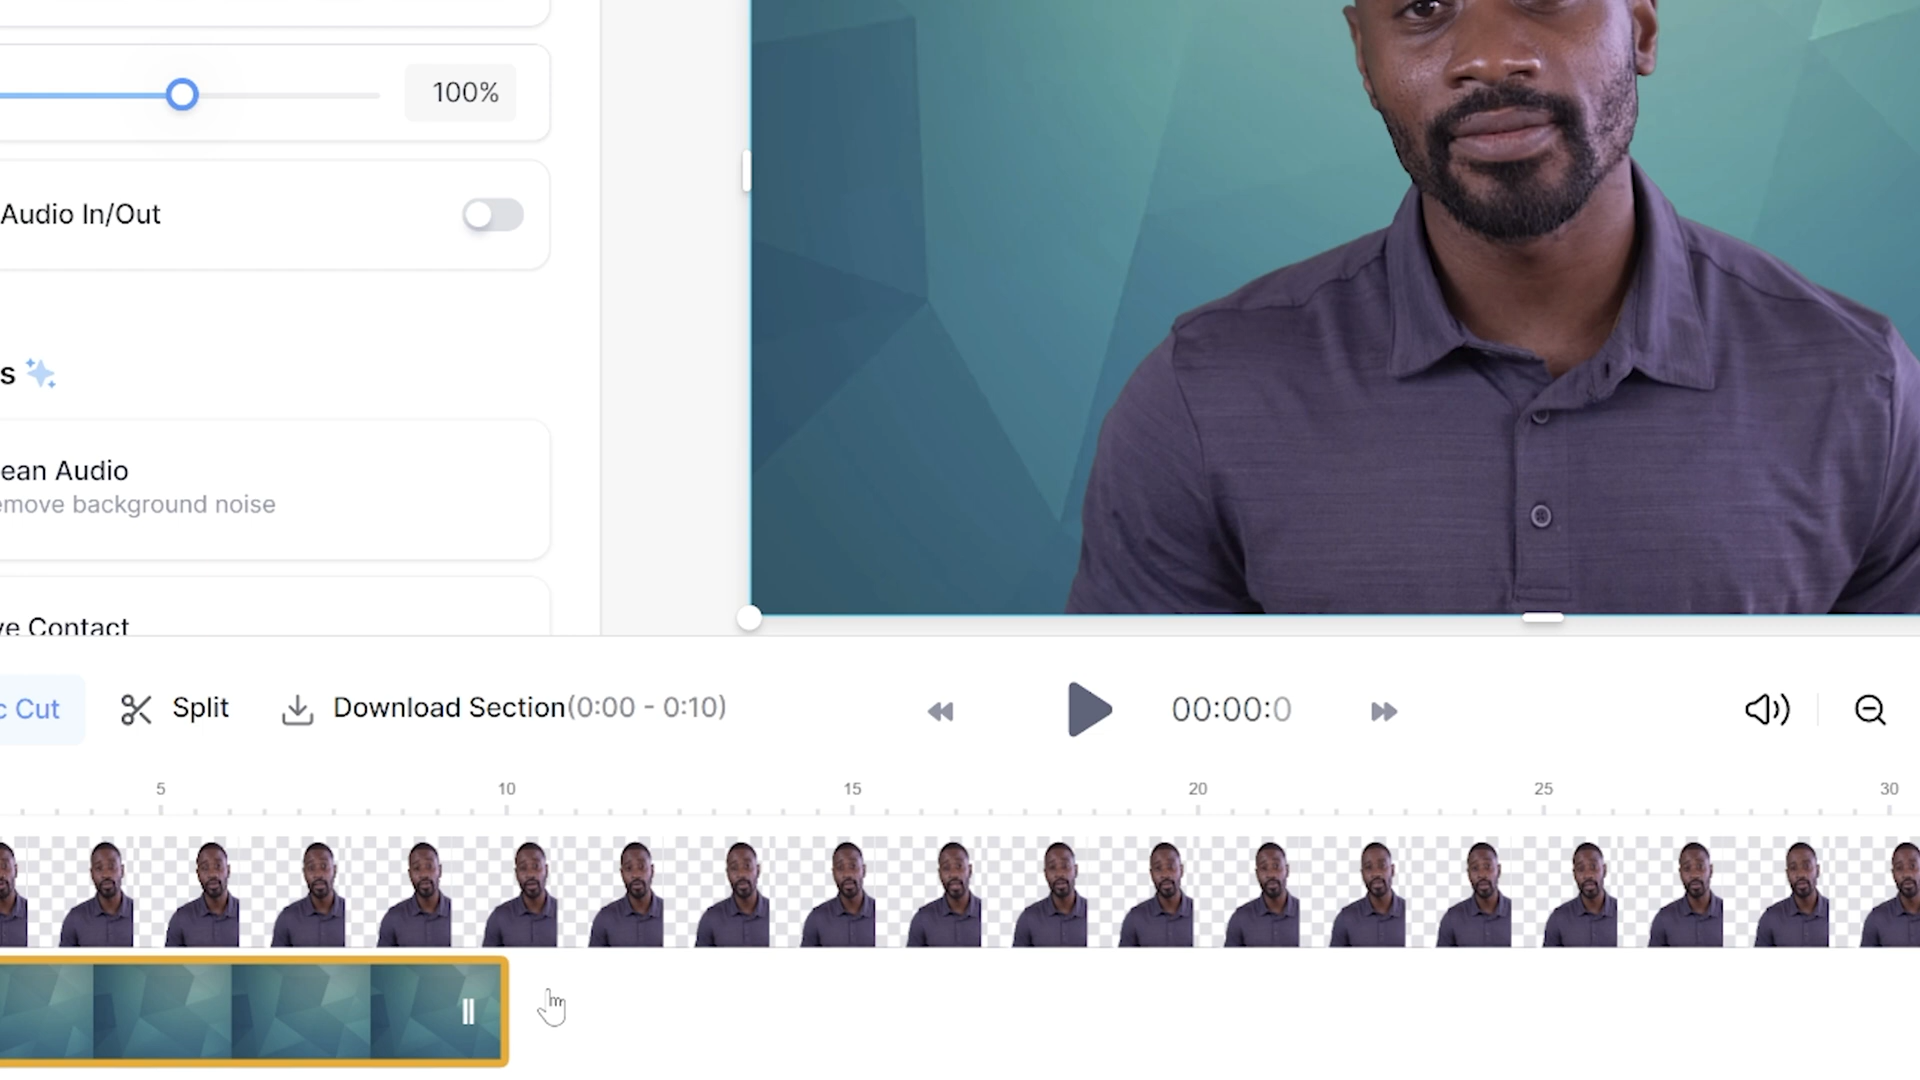 100%
Audio In/Out
s
ean Audio
emove background noise
ve Contact
c Cut
Split
Download Section(0:00 - 0:10)
00:00:0
5 10 15 20 25 30